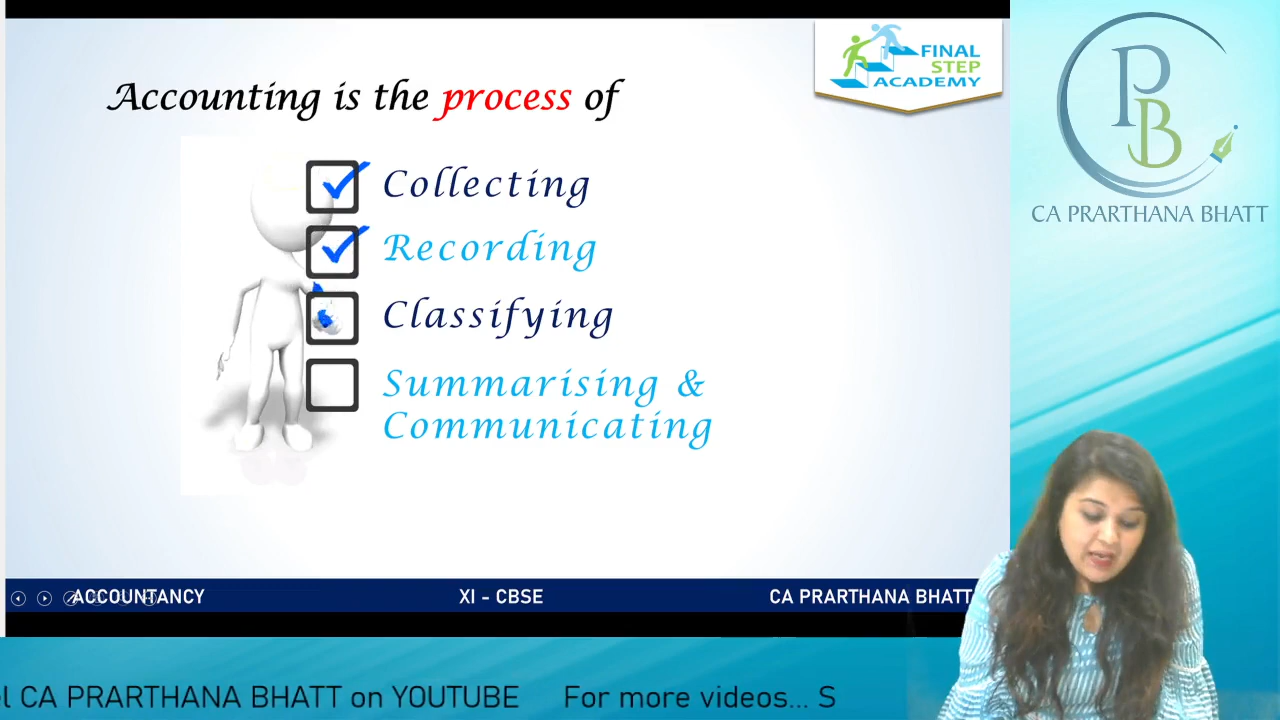 Accounting is the process of
FINAL
STEP
ACADEMY
Collecting
Recording
Classifying
Summarising &
Communicating
ACCOUNTANCY
XI - CBSE
CA PRARTHANA BHATT
PB
CA PRARTHANA BHATT
CA PRARTHANA BHATT on YOUTUBE
For more videos... S